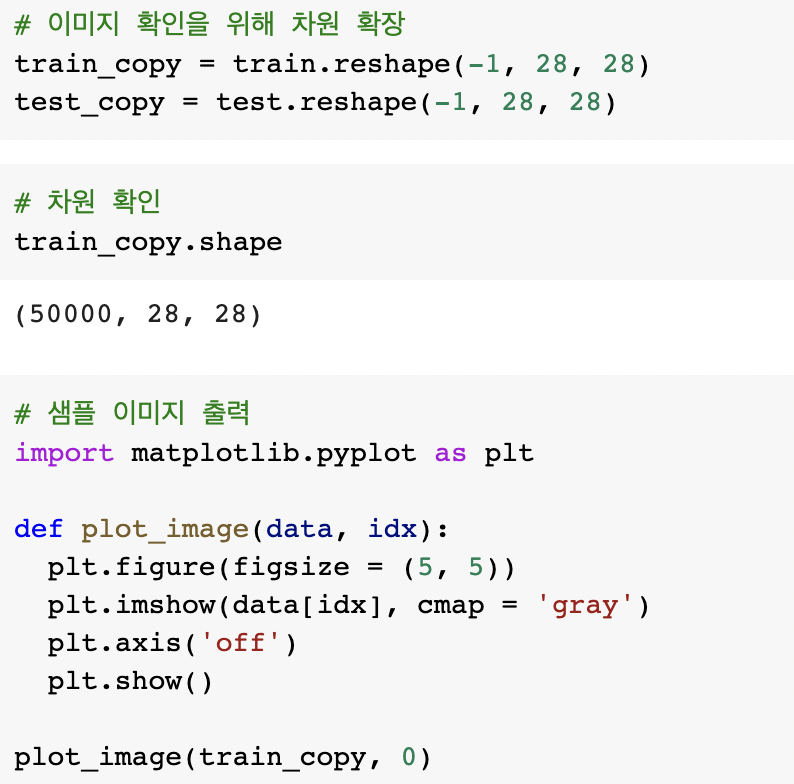 # 이미지 확인을 위해 차원 확장
train_copy = train.reshape(-1, 28, 28)
test_copy = test.reshape(-1, 28, 28)
# 차원 확인
train_copy.shape
(50000, 28, 28)
# 샘플 이미지 출력
import matplotlib.pyplot as plt
def plot_image(data, idx):
  plt.figure(figsize = (5, 5))
  plt.imshow(data[idx], cmap = 'gray')
  plt.axis('off')
  plt.show()
plot_image(train_copy, 0)